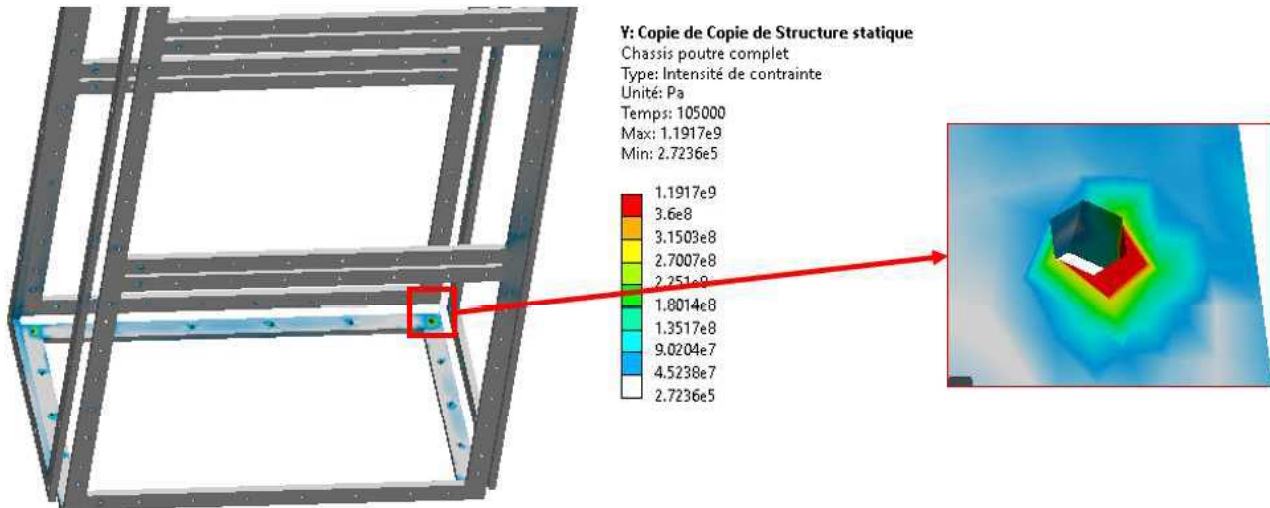 Y: Copie de Copie de Structure statique
Chassis poutre complet
Type: Intensité de contrainte
Unité: Pa
Temps: 105000
Max: 1.1917e9
Min: 2.7236e5
1.1917e9
3.6e8
3.1503e8
2.7007e8
2.251e8
1.8014e8
1.3517e8
9.0204e7
4.5238e7
2.7236e5